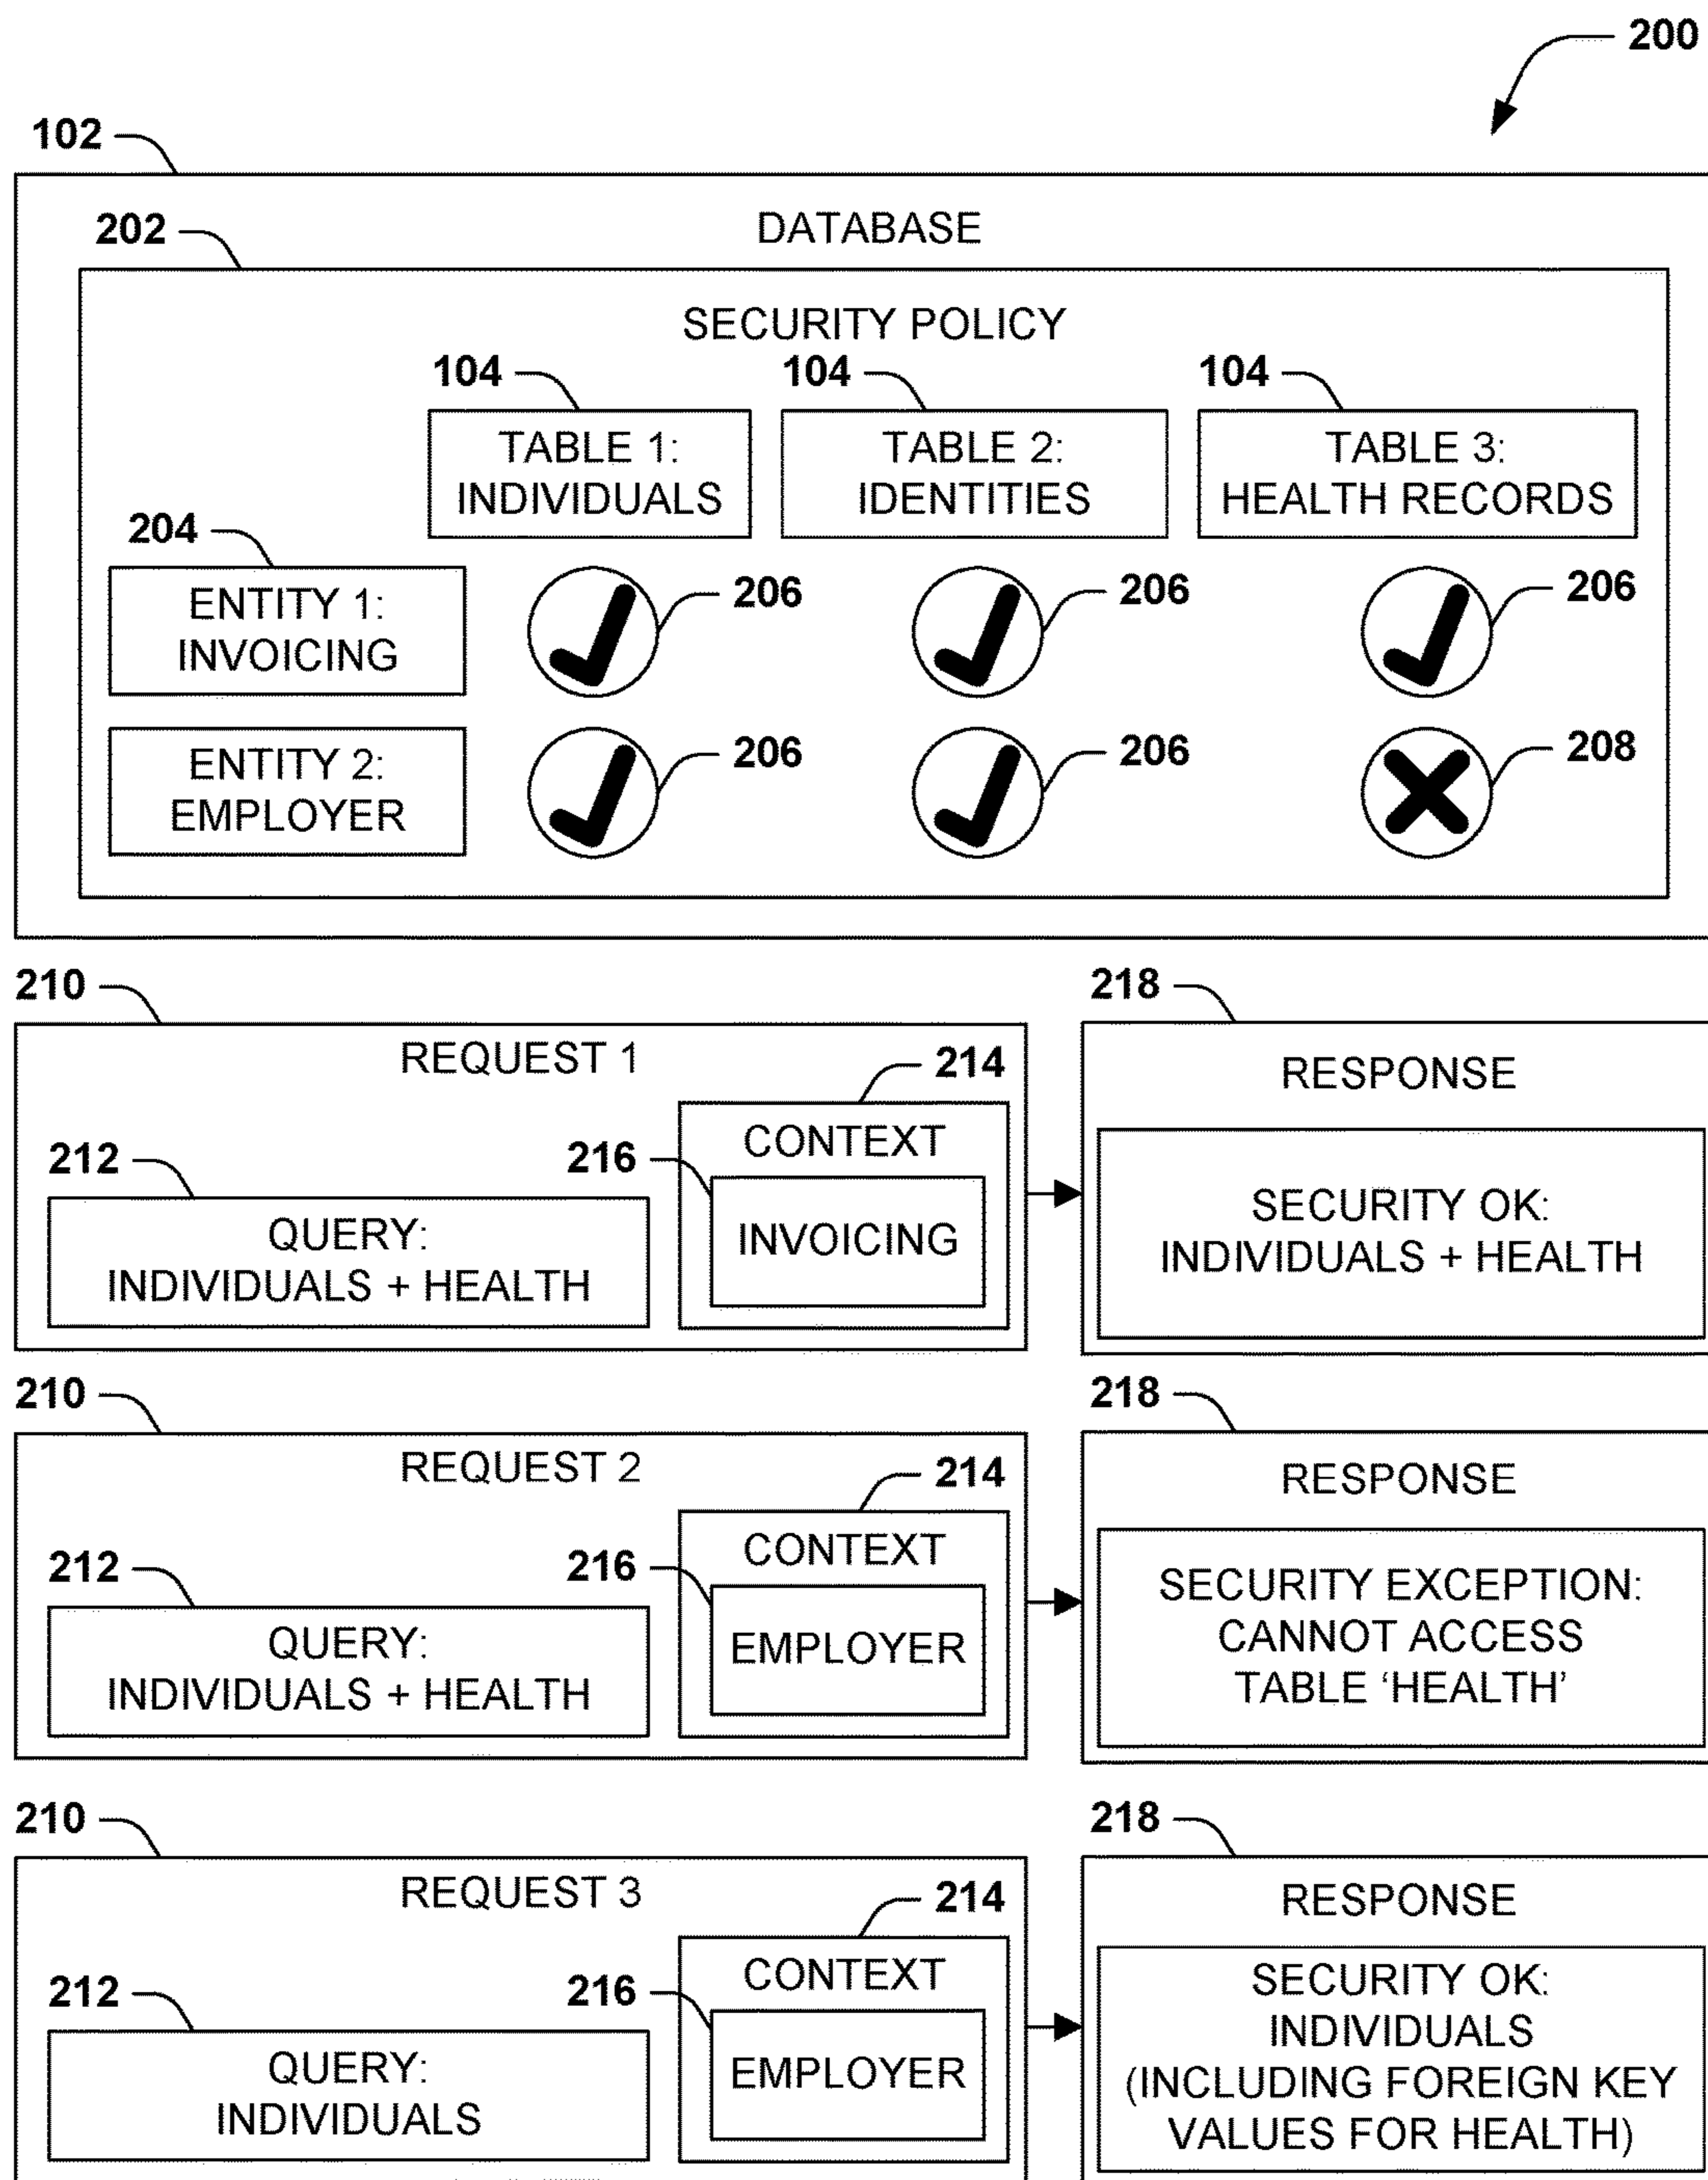 200
102
DATABASE
202
SECURITY POLICY
104
104
104
TABLE 1:
INDIVIDUALS
TABLE 2:
IDENTITIES
TABLE 3:
HEALTH RECORDS
204
ENTITY 1:
INVOICING
206
206
206
ENTITY 2:
EMPLOYER
206
206
208
210
REQUEST 1
212
QUERY:
INDIVIDUALS + HEALTH
214
CONTEXT
216
INVOICING
218
RESPONSE
SECURITY OK:
INDIVIDUALS + HEALTH
210
REQUEST 2
212
QUERY:
INDIVIDUALS + HEALTH
214
CONTEXT
216
EMPLOYER
218
RESPONSE
SECURITY EXCEPTION:
CANNOT ACCESS
TABLE ‘HEALTH’
210
REQUEST 3
212
QUERY:
INDIVIDUALS
214
CONTEXT
216
EMPLOYER
218
RESPONSE
SECURITY OK:
INDIVIDUALS
(INCLUDING FOREIGN KEY
VALUES FOR HEALTH)